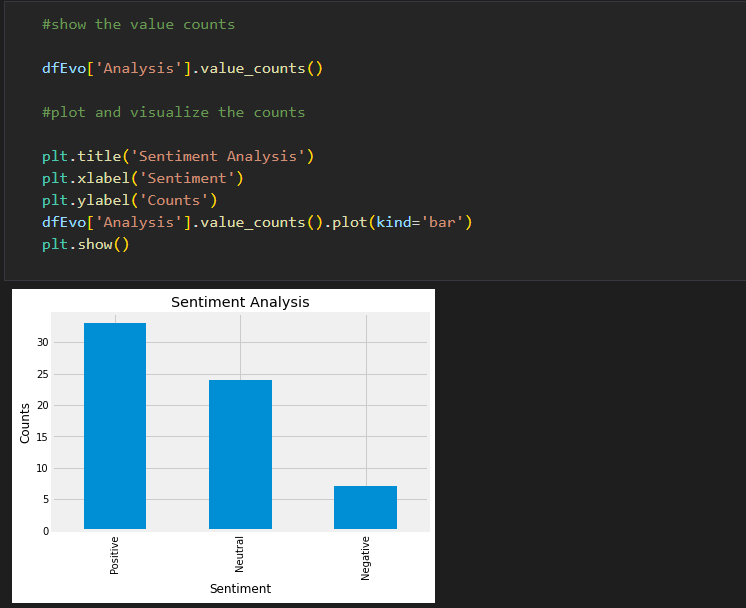 #show the value counts
dfEvo['Analysis'].value_counts()
#plot and visualize the counts
plt.title('Sentiment Analysis')
plt.xlabel('Sentiment')
plt.ylabel('Counts')
dfEvo['Analysis'].value_counts().plot(kind='bar')
plt.show()
Sentiment Analysis
Counts
30
25
20
15
10
5
0
Positive
Neutral
Negative
Sentiment